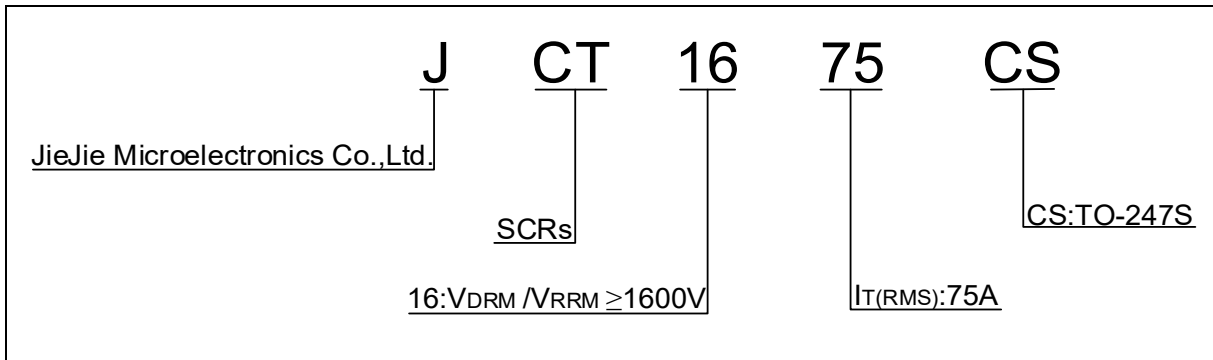 J CT 16 75 CS
JieJie Microelectronics Co.,Ltd.
CS:TO-247S
SCRs
16:VDRM /VRRM ≥1600V
IT(RMS):75A